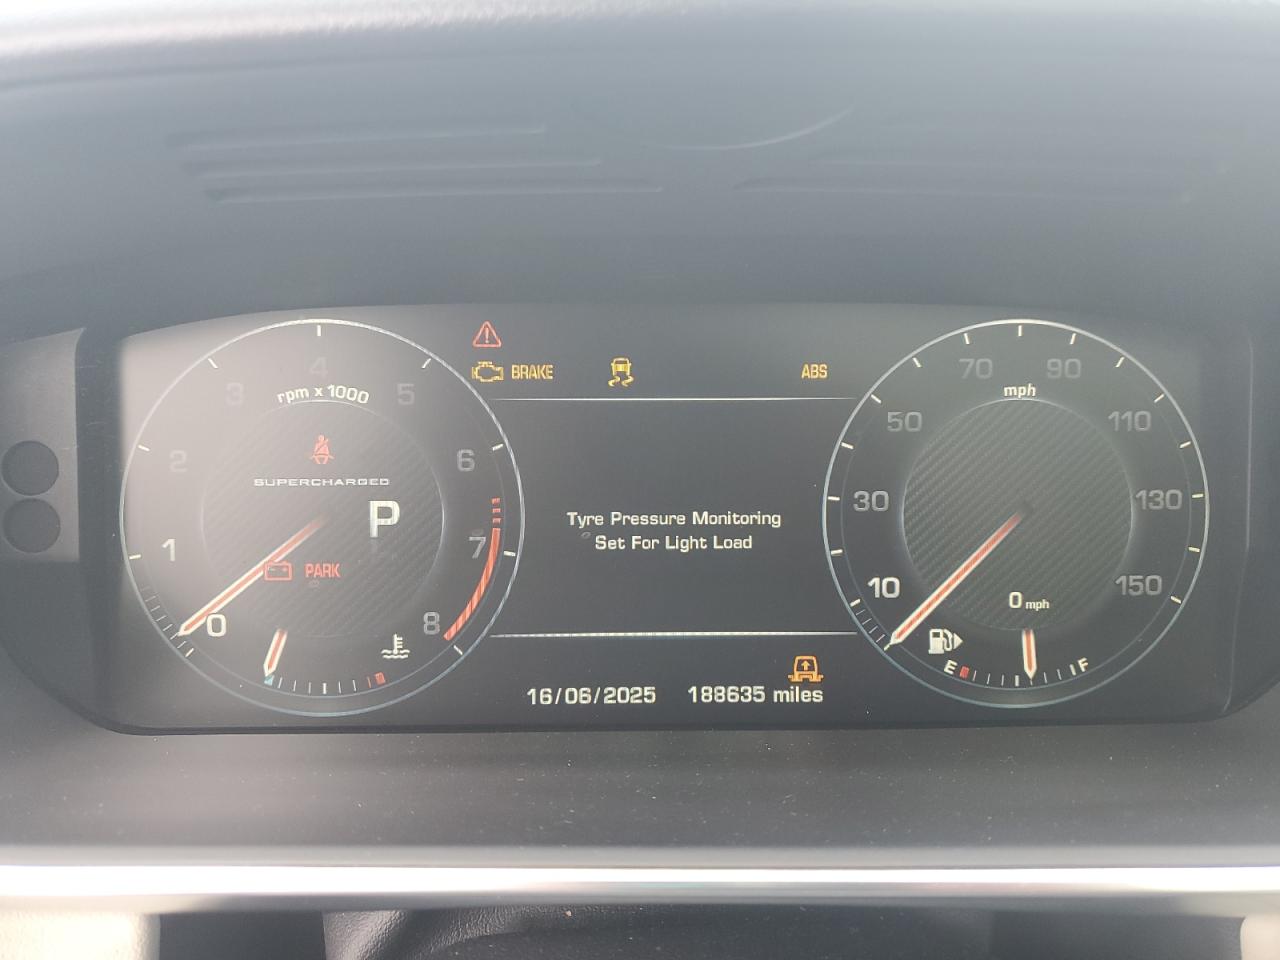 BRAKE
ABS
4
3
5
rpm x 1000
2
6
SUPERCHARGED
P
1
7
PARK
0
8
Tyre Pressure Monitoring
Set For Light Load
16/06/2025 188635 miles
70
90
mph
50
110
30
130
10
150
0 mph
E
F